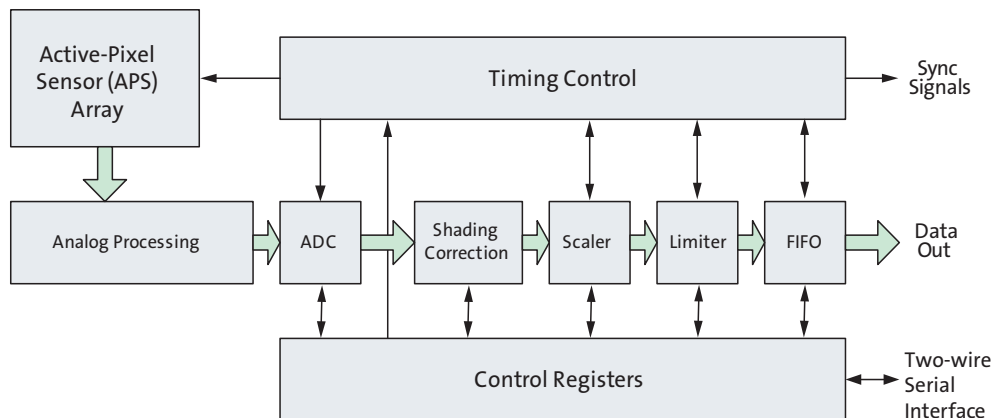 Active-Pixel
Sensor (APS)
Array
Timing Control
Sync
Signals
Analog Processing
ADC
Shading
Correction
Scaler
Limiter
FIFO
Data
Out
Control Registers
Two-wire
Serial
Interface